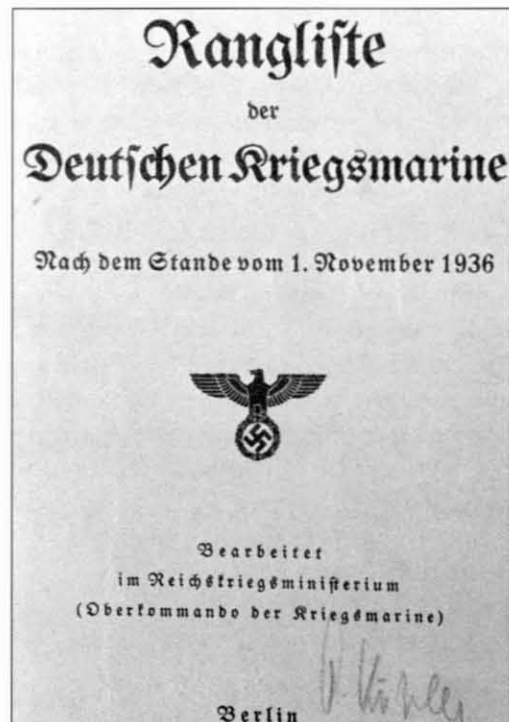 Rangliſte
der
Deutſchen Kriegsmarine
Nach dem Stande vom 1. November 1936
Bearbeitet
im Reichskriegsminiſterium
(Oberkommando der Kriegsmarine)
Berlin